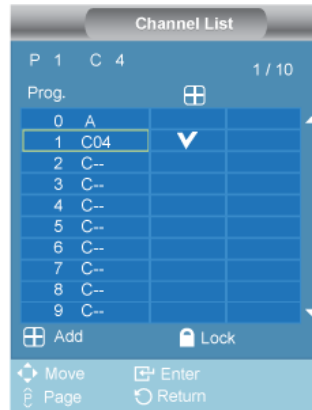 Channel List
P 1 C 4
1 / 10
Prog.
0 A
1 C04
2 C--
3 C--
4 C--
5 C--
6 C--
7 C--
8 C--
9 C--
Add Lock
Move Enter
P Page Return